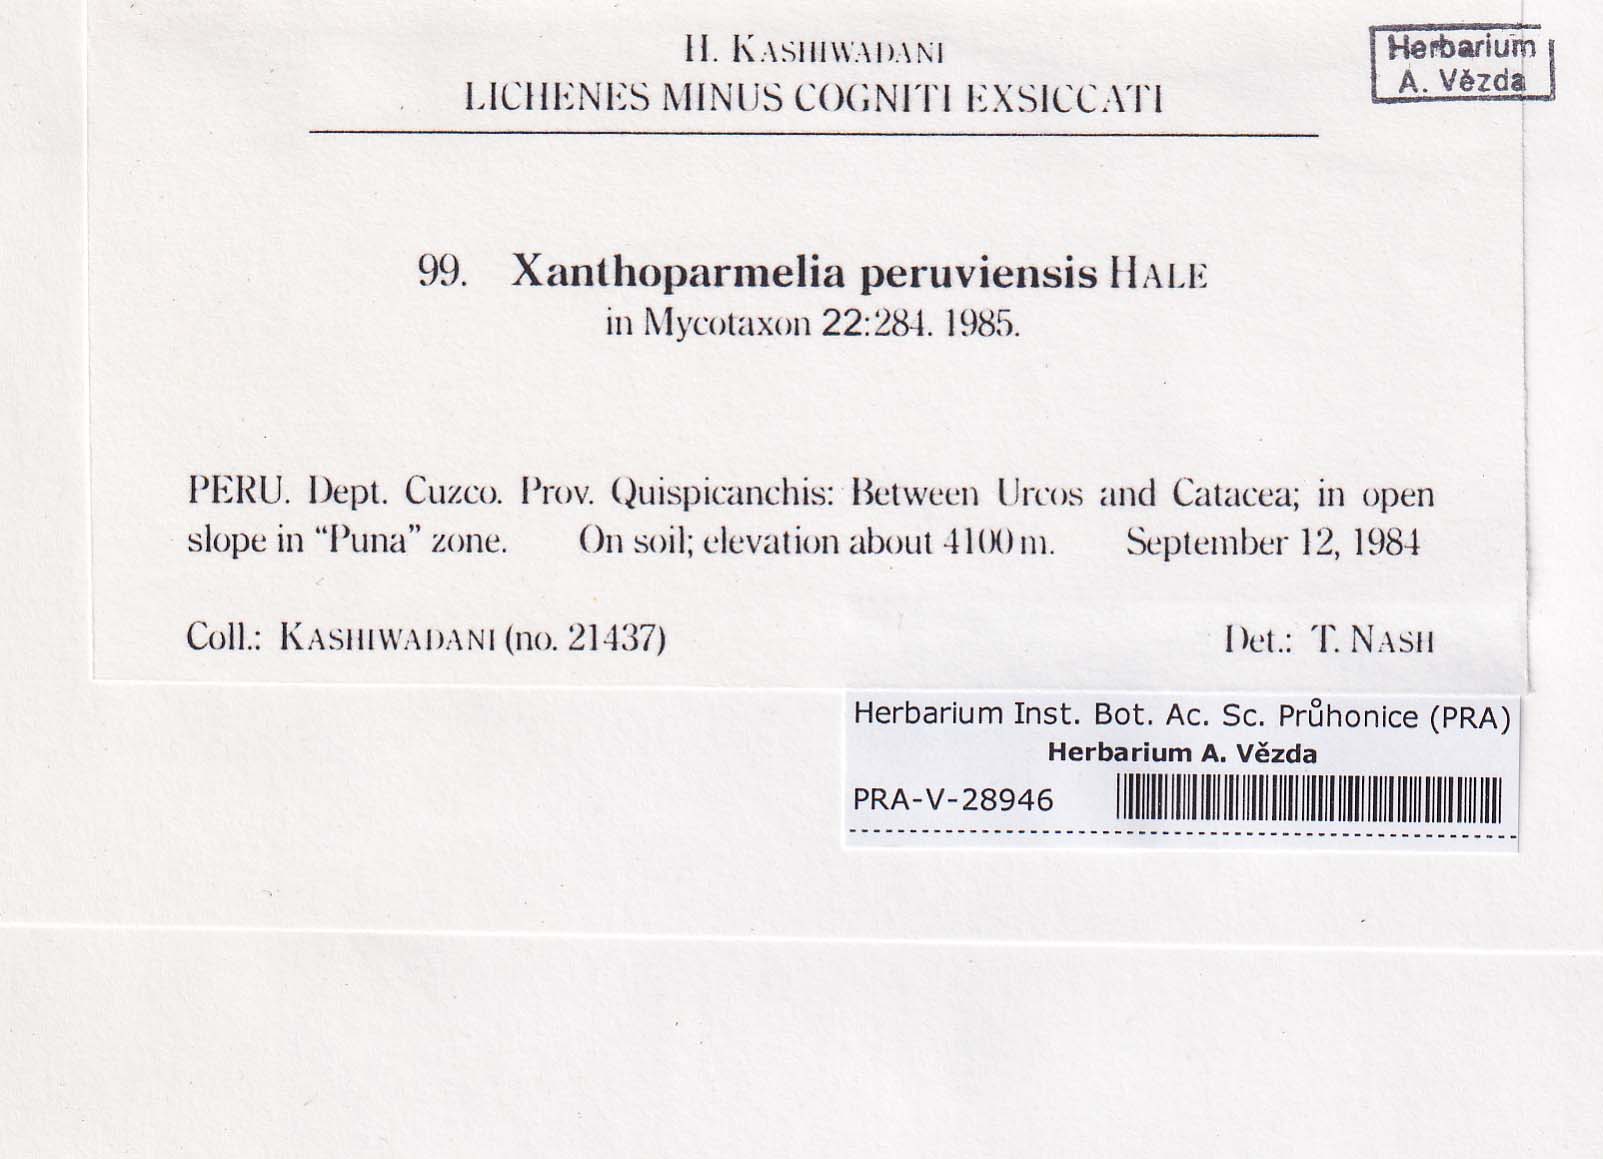 H. KASHIWADANI
LICHENES MINUS COGNITI EXSICCATI
Herbarium
A. Vězda
99. Xanthoparmelia peruviensis HALE
in Mycotaxon 22:284. 1985.
PERU. Dept. Cuzco. Prov. Quispicanchis: Between Urcos and Catacea; in open
slope in “Puna” zone. On soil; elevation about 4100 m. September 12, 1984
Coll.: KASHIWADANI (no. 21437) Det.: T. NASH
Herbarium Inst. Bot. Ac. Sc. Průhonice (PRA)
Herbarium A. Vězda
PRA-V-28946